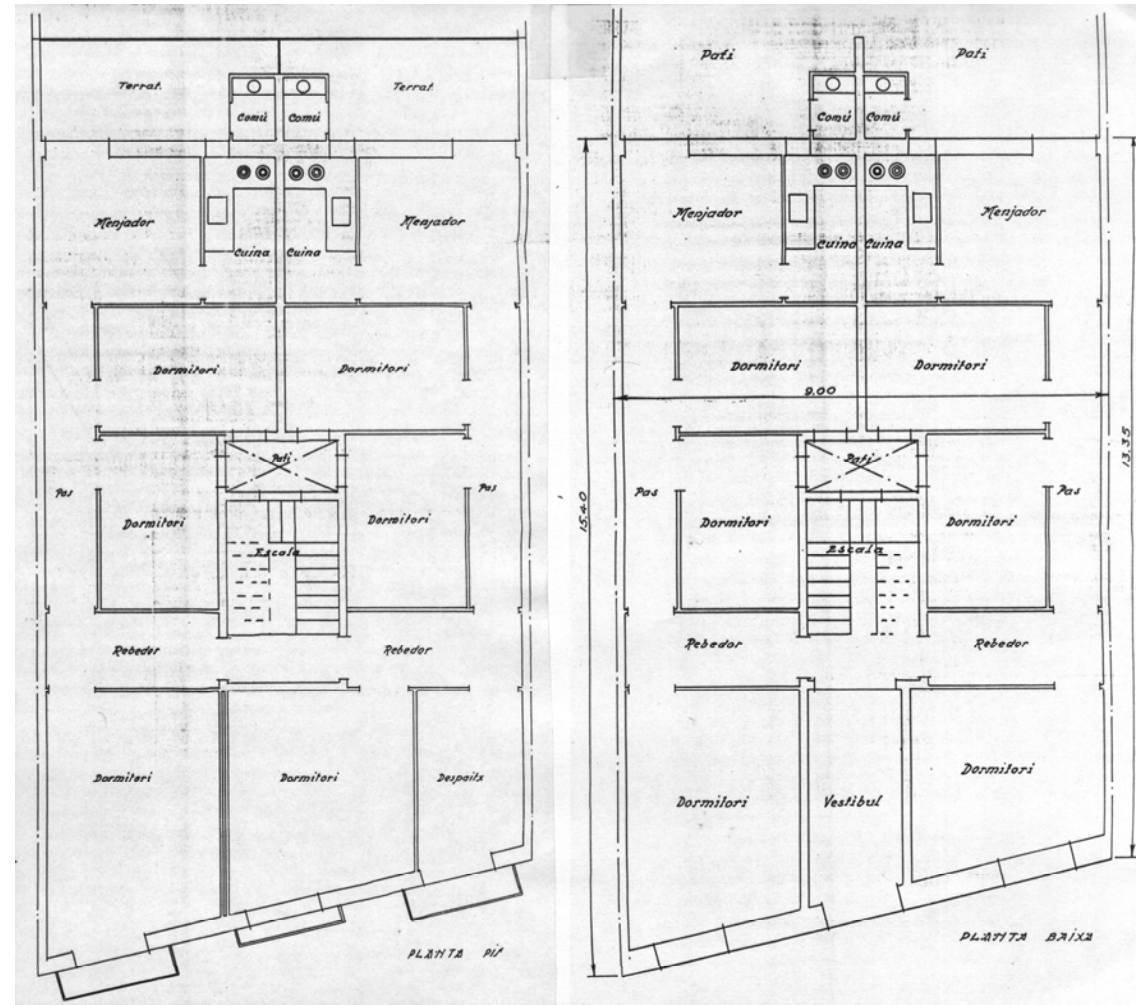 Terrat.
Comú
Comú
Terrat.
Menjador
Menjador
Cuina
Cuina
Dormitori
Dormitori
Pati
Pas
Pas
Dormitori
Dormitori
Escala
Rebedor
Rebedor
Dormitori
Dormitori
Despaitx
PLANTA PIS
Pati
Pati
Comú
Comú
Menjador
Menjador
Cuina
Cuina
Dormitori
Dormitori
9.00
13.35
Pati
Pas
Pas
15.40
Dormitori
Dormitori
Escala
Rebedor
Rebedor
Dormitori
Dormitori
Vestibul
PLANTA BAIXA